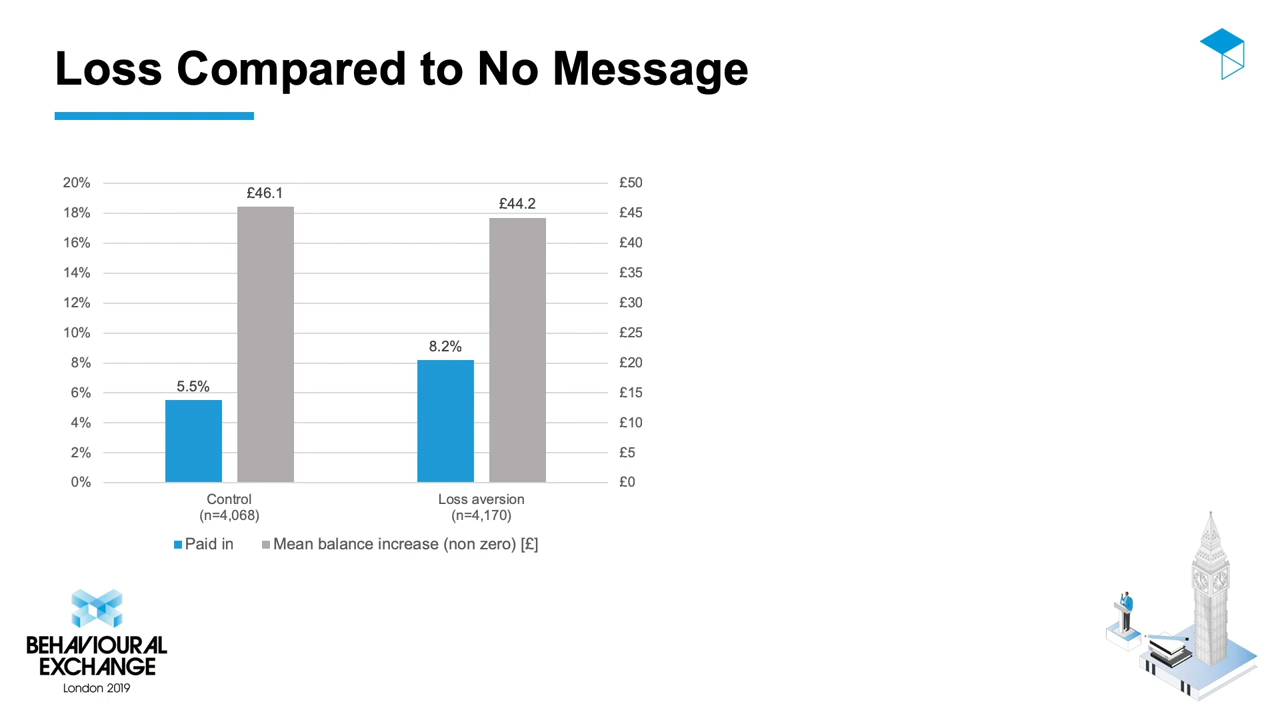 Loss Compared to No Message
20%
18%
16%
14%
12%
10%
8%
6%
4%
2%
0%
£46.1
£44.2
8.2%
5.5%
£50
£45
£40
£35
£30
£25
£20
£15
£10
£5
£0
Control
(n=4,068)
Loss aversion
(n=4,170)
Paid in
Mean balance increase (non zero) [£]
BEHAVIOURAL
EXCHANGE
London 2019